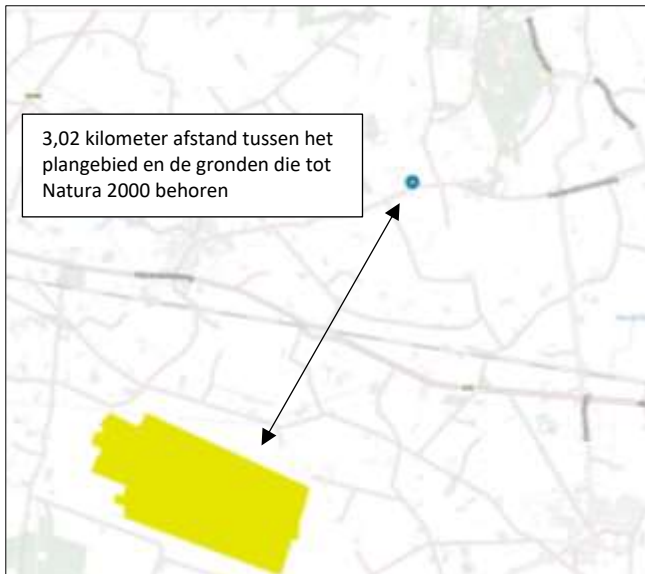 3,02 kilometer afstand tussen het
plangebied en de gronden die tot
Natura 2000 behoren